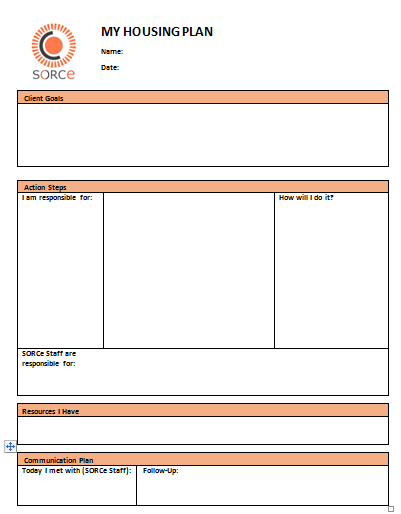 MY HOUSING PLAN
Name:
Date:
SORCe
Client Goals
Action Steps
I am responsible for:
How will I do it?
SORCe Staff are
responsible for:
Resources I Have
Communication Plan
Today I met with (SORCe Staff):
Follow-Up: